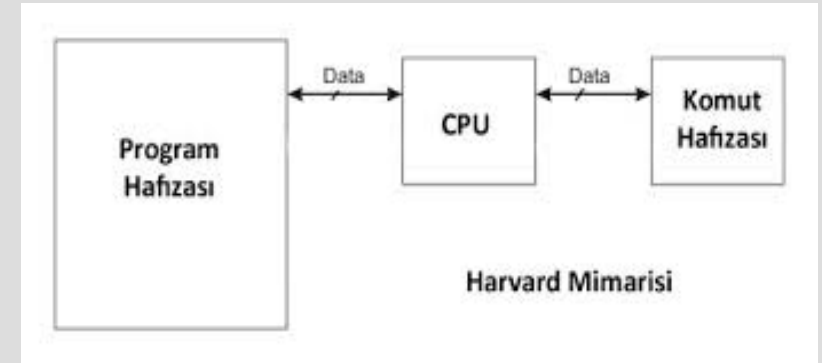 Data
Data
Program
Hafızası
CPU
Komut
Hafızası
Harvard Mimarisi